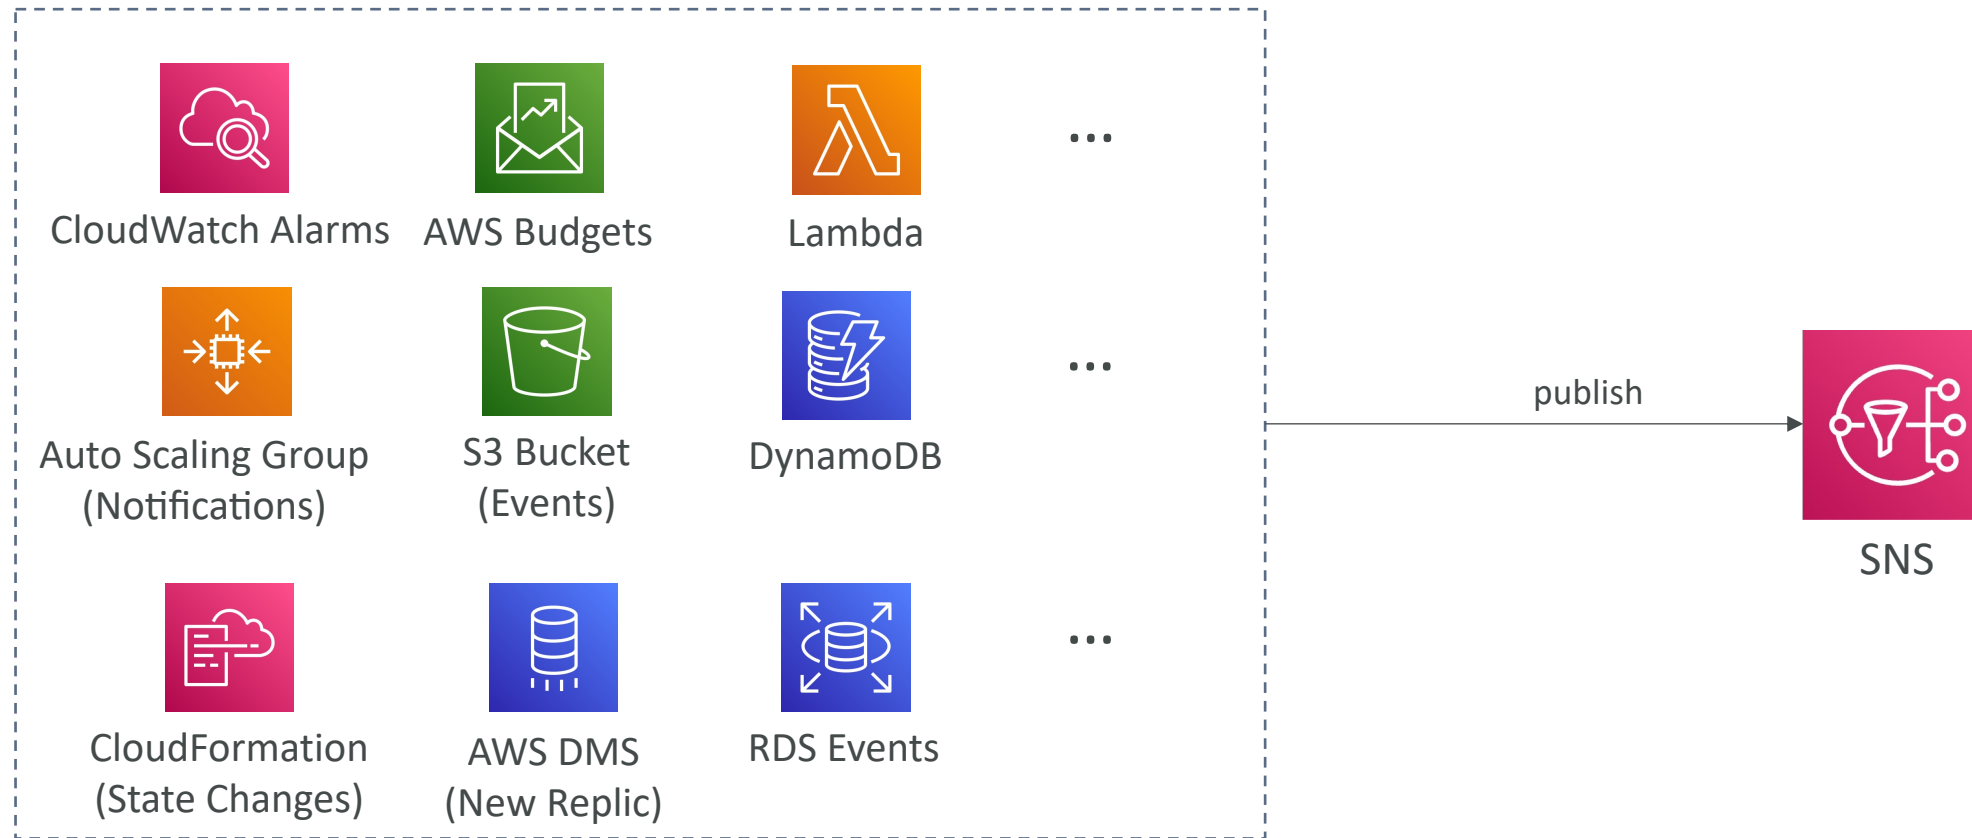 CloudWatch Alarms
AWS Budgets
Lambda
...
Auto Scaling Group
(Notifications)
S3 Bucket
(Events)
DynamoDB
...
publish
SNS
CloudFormation
(State Changes)
AWS DMS
(New Replic)
RDS Events
...